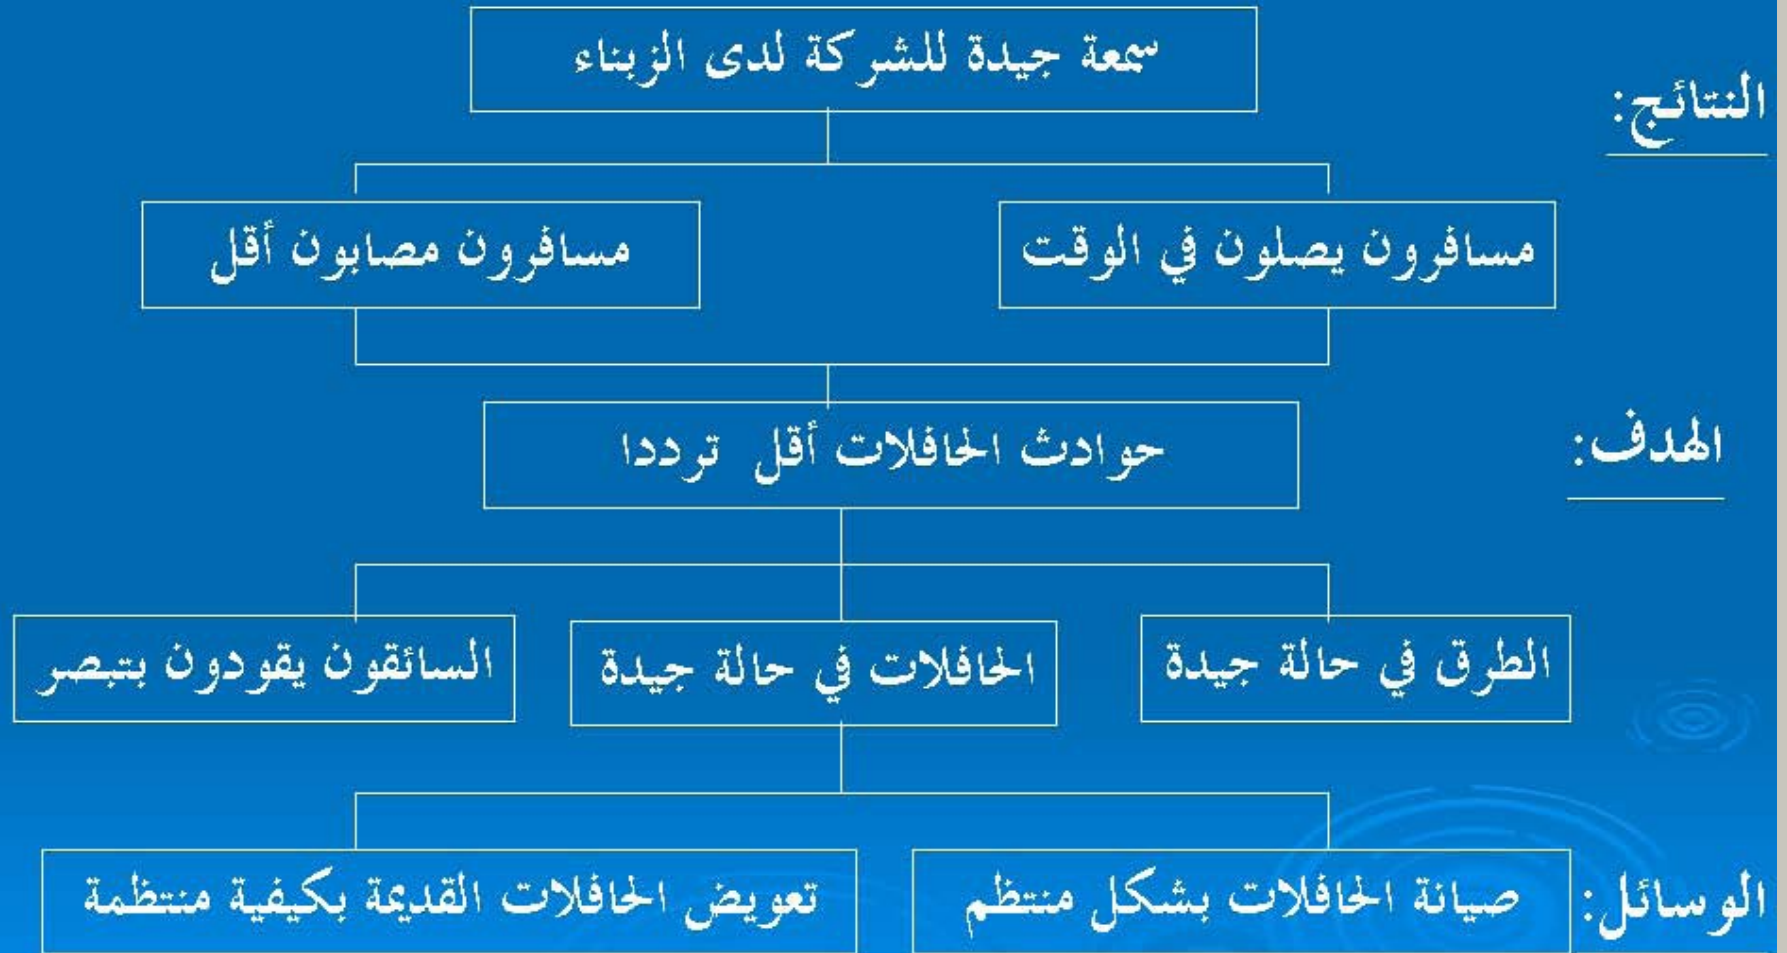 سمعة جيدة للشركة لدى الزبناء
النتائج:
مسافرون يصلون في الوقت
مسافرون مصابون أقل
الهدف:
حوادث الحافلات أقل ترددا
الطرق في حالة جيدة
الحافلات في حالة جيدة
السائقون يقودون بتبصر
الوسائل:
صيانة الحافلات بشكل منتظم
تعويض الحافلات القديمة بكيفية منتظمة